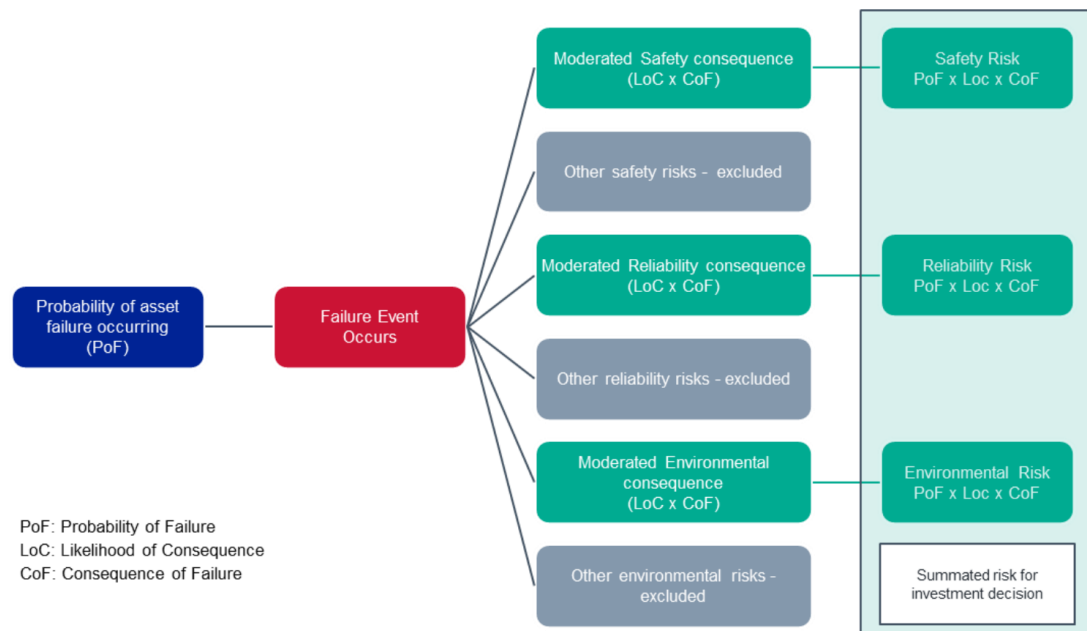 Probability of asset
failure occurring
(PoF)
Failure Event
Occurs
Moderated Safety consequence
(LoC x CoF)
Other safety risks - excluded
Moderated Reliability consequence
(LoC x CoF)
Other reliability risks - excluded
Moderated Environmental
consequence
(LoC x CoF)
Other environmental risks -
excluded
Safety Risk
PoF x Loc x CoF
Reliability Risk
PoF x Loc x CoF
Environmental Risk
PoF x Loc x CoF
Summated risk for
investment decision
PoF: Probability of Failure
LoC: Likelihood of Consequence
CoF: Consequence of Failure